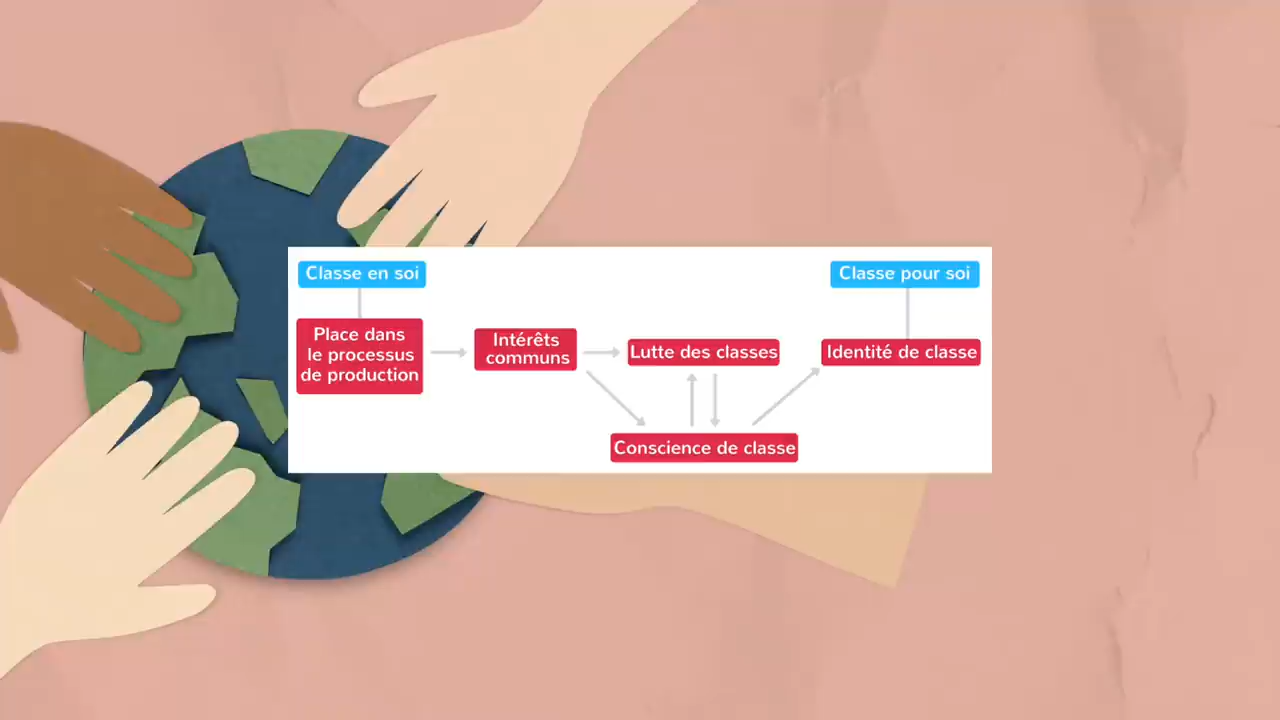 Classe en soi
Classe pour soi
Place dans
le processus
de production
Intérêts
communs
Lutte des classes
Identité de classe
Conscience de classe